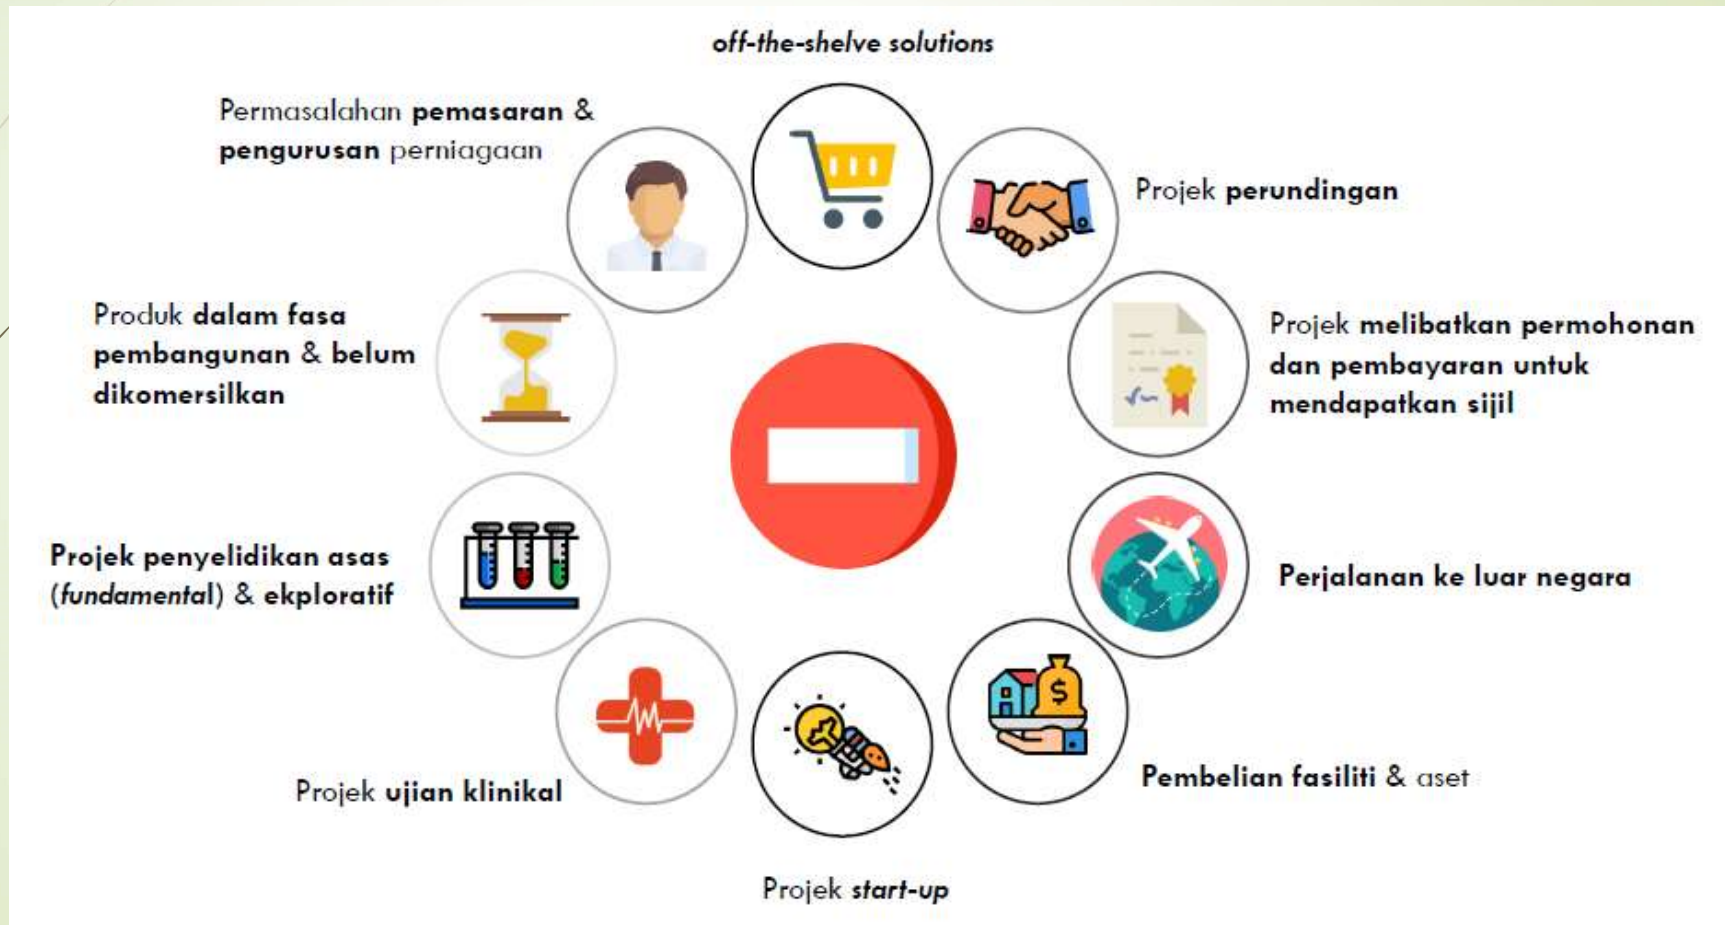 off-the-shelve solutions
Permasalahan pemasaran &
pengurusan perniagaan
Projek perundingan
Produk dalam fasa
pembangunan & belum
dikomersilkan
Projek melibatkan permohonan
dan pembayaran untuk
mendapatkan sijil
Projek penyelidikan asas
(fundamental) & ekploratif
Perjalanan ke luar negara
Projek ujian klinikal
Pembelian fasiliti & aset
$
Projek start-up